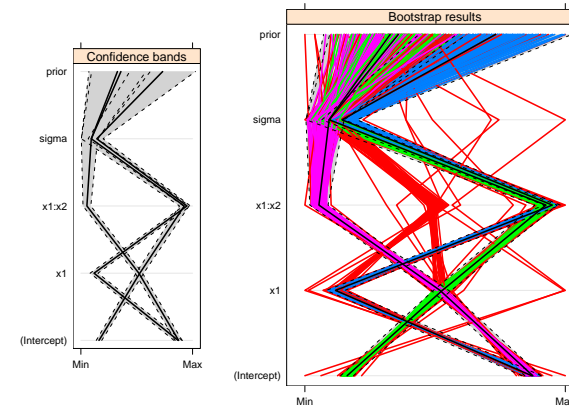 Confidence bands
prior
sigma
x1:x2
x1
(Intercept)
Min
Max
Bootstrap results
prior
sigma
x1:x2
x1
(Intercept)
Min
Ma